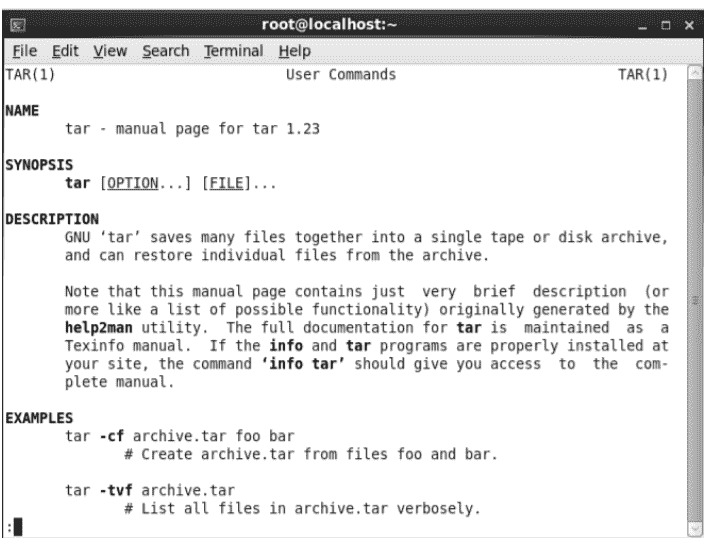 root@localhost:~
File Edit View Search Terminal Help
TAR(1) User Commands TAR(1)
NAME
tar - manual page for tar 1.23
SYNOPSIS
tar [OPTION...] [FILE]...
DESCRIPTION
GNU ‘tar’ saves many files together into a single tape or disk archive,
and can restore individual files from the archive.
Note that this manual page contains just very brief description (or
more like a list of possible functionality) originally generated by the
help2man utility. The full documentation for tar is maintained as a
Texinfo manual. If the info and tar programs are properly installed at
your site, the command ‘info tar’ should give you access to the com-
plete manual.
EXAMPLES
tar -cf archive.tar foo bar
# Create archive.tar from files foo and bar.
tar -tvf archive.tar
# List all files in archive.tar verbosely.
: